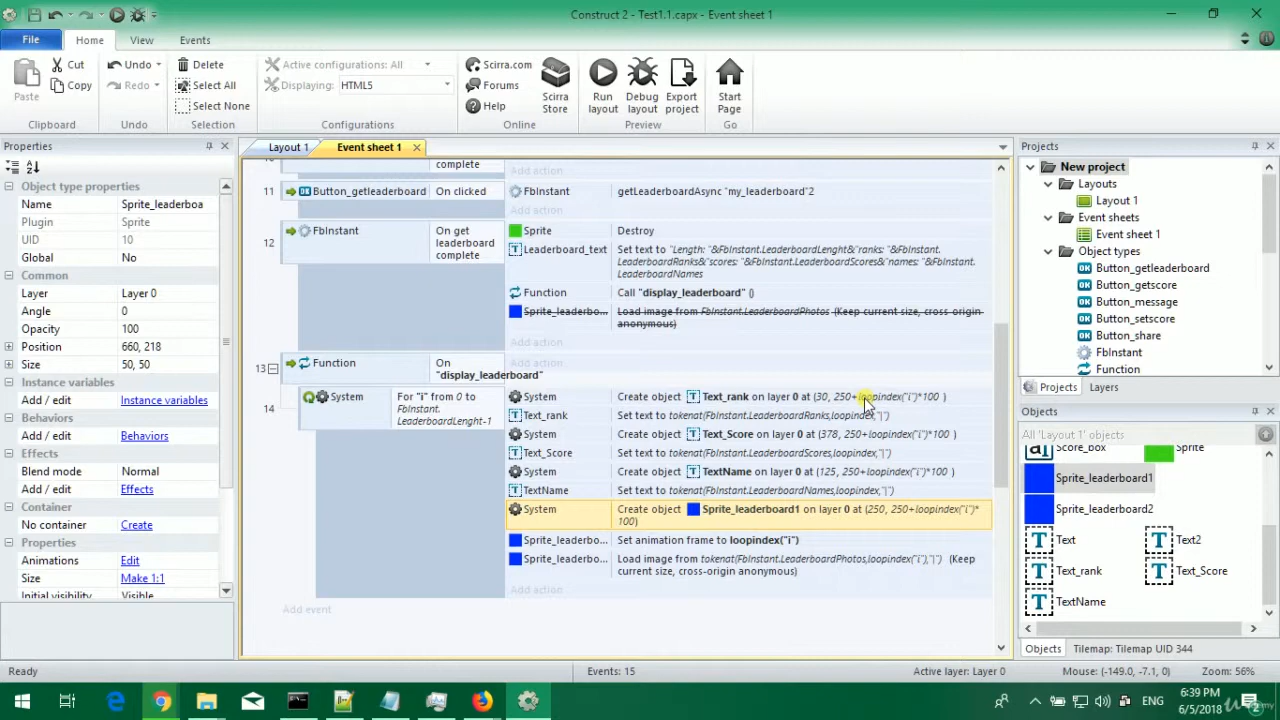 Construct 2 - Test1.1.capx - Event sheet 1
File Home View Events
Paste Cut Copy
Undo Redo
Delete Select All Select None
Active configurations: All
Displaying: HTML5
Scirra.com Forums Help
Scirra Store
Run layout
Debug layout
Export project
Start Page
Clipboard Undo Selection Configurations Online Preview Go
Properties
Object type properties
Name Sprite_leaderboa
Plugin Sprite
UID 10
Global No
Common
Layer Layer 0
Angle 0
Opacity 100
Position 660, 218
Size 50, 50
Instance variables
Add / edit Instance variables
Behaviors
Add / edit Behaviors
Effects
Blend mode Normal
Add / edit Effects
Container
No container Create
Properties
Animations Edit
Size Make 1:1
Initial visibility Visible
Layout 1 Event sheet 1
complete
Add action
11 Button_getleaderboard On clicked FbInstant getLeaderboardAsync "my_leaderboard"2
Add action
12 FbInstant On get leaderboard complete
Sprite Destroy
Leaderboard_text Set text to "Length: "&FbInstant.LeaderboardLenght&"ranks: "&FbInstant.
LeaderboardRanks&"scores: "&FbInstant.LeaderboardScores&"names: "&FbInstant.
LeaderboardNames
Function Call "display_leaderboard" ()
Sprite_leaderbo... Load image from FbInstant.LeaderboardPhotos (Keep current size, cross-origin
anonymous)
Add action
13 Function On "display_leaderboard"
Add action
14 System For "i" from 0 to
FbInstant.
LeaderboardLenght-1
System Create object Text_rank on layer 0 at (30, 250+loopindex("i")*100 )
Text_rank Set text to tokenat(FbInstant.LeaderboardRanks,loopindex,"|")
System Create object Text_Score on layer 0 at (378, 250+loopindex("i")*100 )
Text_Score Set text to tokenat(FbInstant.LeaderboardScores,loopindex,"|")
System Create object TextName on layer 0 at (125, 250+loopindex("i")*100 )
TextName Set text to tokenat(FbInstant.LeaderboardNames,loopindex,"|")
System Create object Sprite_leaderboard1 on layer 0 at (250, 250+loopindex("i")*
100)
Sprite_leaderbo... Set animation frame to loopindex("i")
Sprite_leaderbo... Load image from tokenat(FbInstant.LeaderboardPhotos,loopindex("i"),"|") (Keep
current size, cross-origin anonymous)
Add action
Add event
Projects
New project
Layouts
Layout 1
Event sheets
Event sheet 1
Object types
Button_getleaderboard
Button_getscore
Button_message
Button_setscore
Button_share
FbInstant
Function
Projects Layers
Objects
All 'Layout 1' objects
Score_box Sprite
Sprite_leaderboard1
Sprite_leaderboard2
Text Text2
Text_rank Text_Score
TextName
Objects Tilemap: Tilemap UID 344
Ready Events: 15 Active layer: Layer 0 Mouse: (-149.0, -7.1, 0) Zoom: 56%
ENG 6:39 PM
6/5/2018